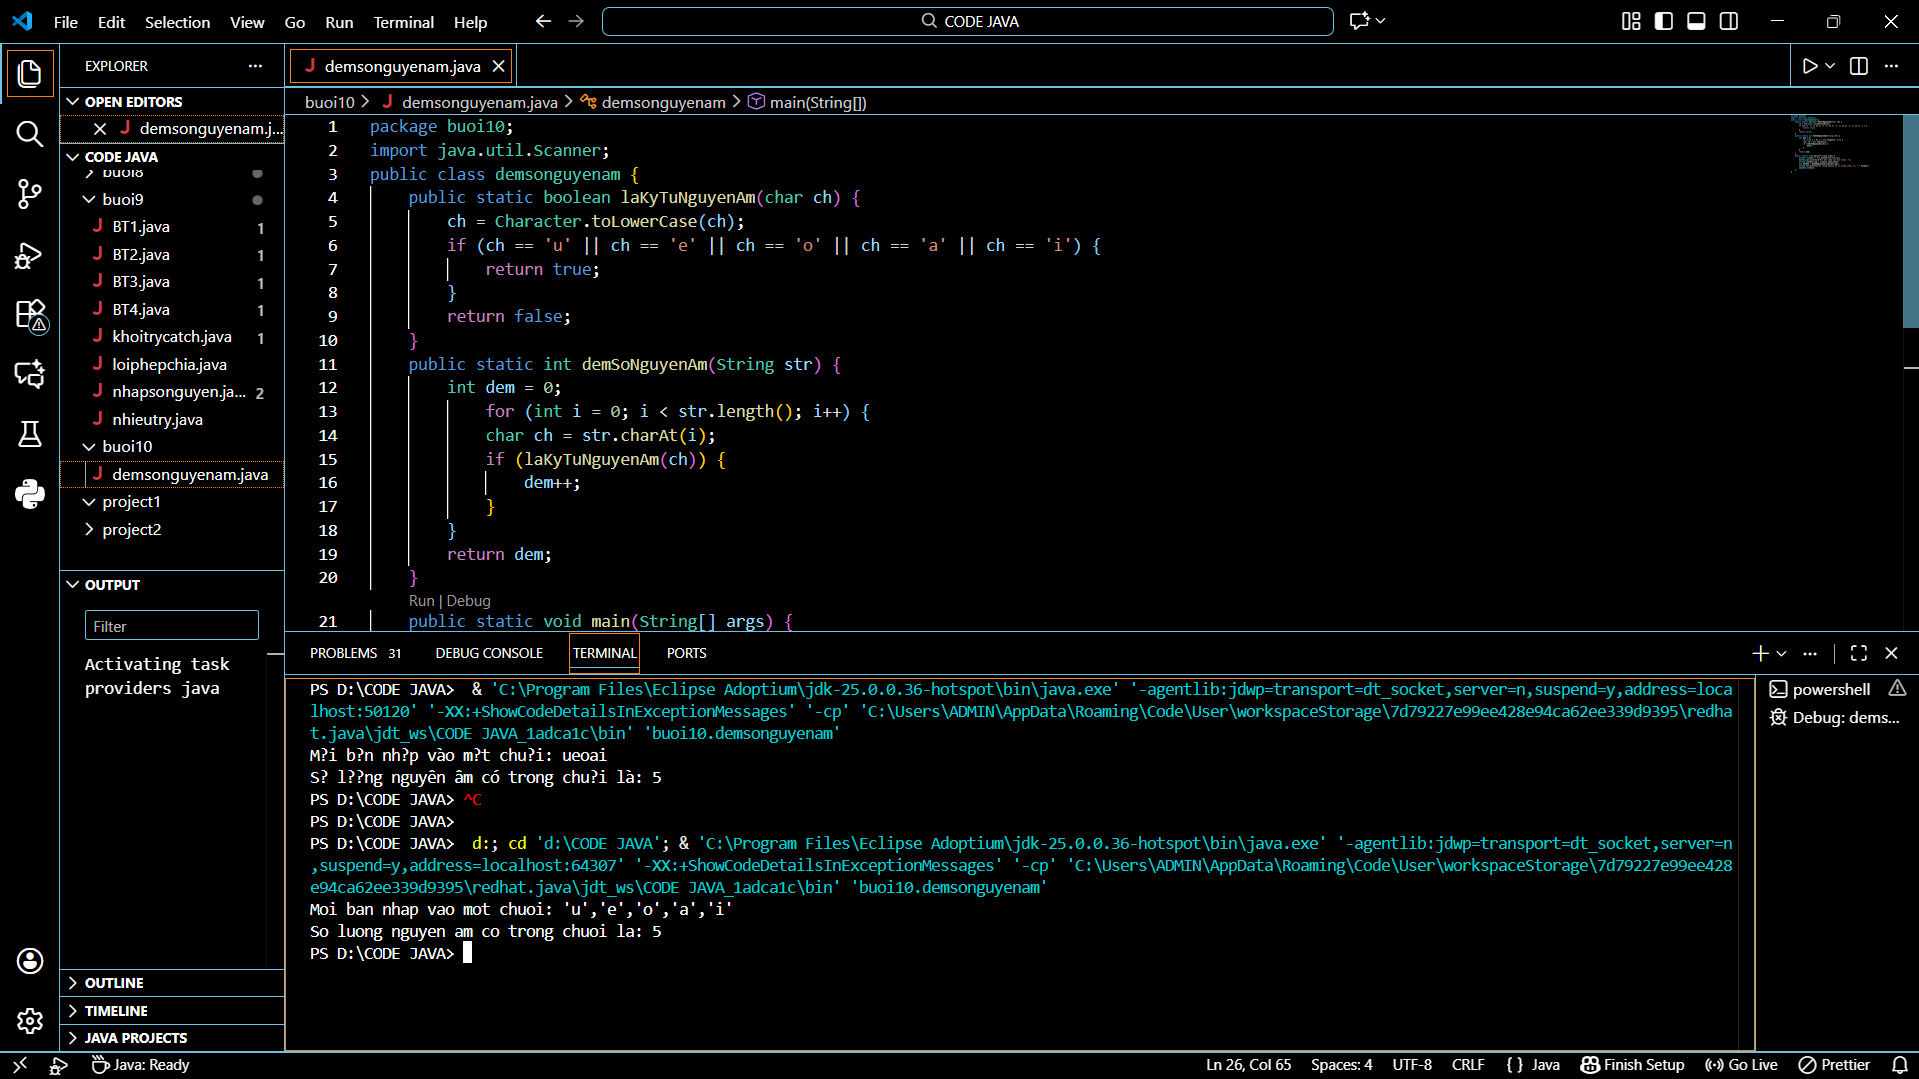 File Edit Selection View Go Run Terminal Help
CODE JAVA
EXPLORER
OPEN EDITORS
demsonguyenam.j...
CODE JAVA
buoi8
buoi9
BT1.java 1
BT2.java 1
BT3.java 1
BT4.java 1
khoitrycatch.java 1
loiphepchia.java
nhapsonguyen.ja... 2
nhieutry.java
buoi10
demsonguyenam.java
project1
project2
OUTPUT
Filter
Activating task
providers java
OUTLINE
TIMELINE
JAVA PROJECTS
demsonguyenam.java
buoi10 > demsonguyenam.java > demsonguyenam > main(String[])
1 package buoi10;
2 import java.util.Scanner;
3 public class demsonguyenam {
4 public static boolean laKyTuNguyenAm(char ch) {
5 ch = Character.toLowerCase(ch);
6 if (ch == 'u' || ch == 'e' || ch == 'o' || ch == 'a' || ch == 'i') {
7 return true;
8 }
9 return false;
10 }
11 public static int demSoNguyenAm(String str) {
12 int dem = 0;
13 for (int i = 0; i < str.length(); i++) {
14 char ch = str.charAt(i);
15 if (laKyTuNguyenAm(ch)) {
16 dem++;
17 }
18 }
19 return dem;
20 }
Run | Debug
21 public static void main(String[] args) {
PROBLEMS 31 DEBUG CONSOLE TERMINAL PORTS
PS D:\CODE JAVA>  & 'C:\Program Files\Eclipse Adoptium\jdk-25.0.0.36-hotspot\bin\java.exe' '-agentlib:jdwp=transport=dt_socket,server=n,suspend=y,address=loca
lhost:50120' '-XX:+ShowCodeDetailsInExceptionMessages' '-cp' 'C:\Users\ADMIN\AppData\Roaming\Code\User\workspaceStorage\7d79227e99ee428e94ca62ee339d9395\redha
t.java\jdt_ws\CODE JAVA_1adca1c\bin' 'buoi10.demsonguyenam'
M?i b?n nh?p vào m?t chu?i: ueoai
S? l??ng nguyên âm có trong chu?i là: 5
PS D:\CODE JAVA> ^C
PS D:\CODE JAVA>
PS D:\CODE JAVA>  d:; cd 'd:\CODE JAVA'; & 'C:\Program Files\Eclipse Adoptium\jdk-25.0.0.36-hotspot\bin\java.exe' '-agentlib:jdwp=transport=dt_socket,server=n
,suspend=y,address=localhost:64307' '-XX:+ShowCodeDetailsInExceptionMessages' '-cp' 'C:\Users\ADMIN\AppData\Roaming\Code\User\workspaceStorage\7d79227e99ee428
e94ca62ee339d9395\redhat.java\jdt_ws\CODE JAVA_1adca1c\bin' 'buoi10.demsonguyenam'
Moi ban nhap vao mot chuoi: 'u','e','o','a','i'
So luong nguyen am co trong chuoi la: 5
PS D:\CODE JAVA>
powershell
Debug: dems...
Java: Ready
Ln 26, Col 65 Spaces: 4 UTF-8 CRLF { } Java Finish Setup Go Live Prettier